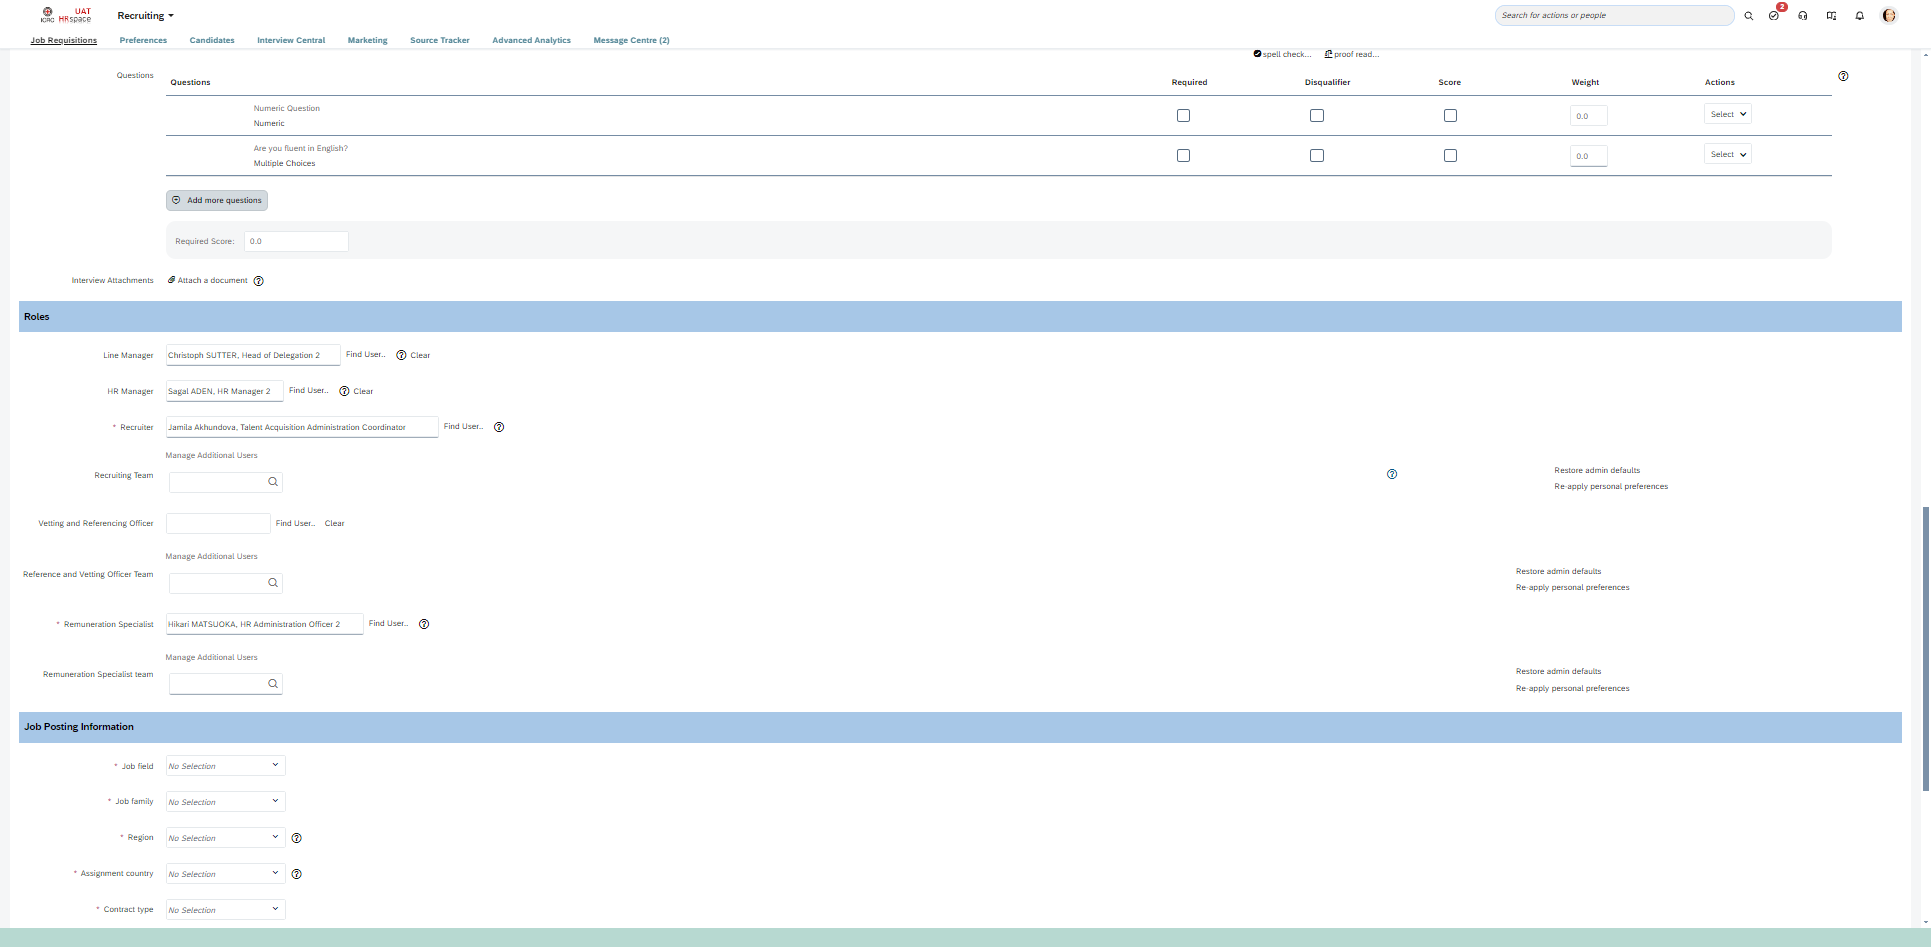 ICRC UAT HRspace Recruiting Search for actions or people 2
Job Requisitions Preferences Candidates Interview Central Marketing Source Tracker Advanced Analytics Message Centre (2)
spell check... proof read...
Questions Questions Required Disqualifier Score Weight Actions
Numeric Question
Numeric 0.0 Select
Are you fluent in English?
Multiple Choices 0.0 Select
Add more questions
Required Score: 0.0
Interview Attachments Attach a document
Roles
Line Manager Christoph SUTTER, Head of Delegation 2 Find User.. Clear
HR Manager Sagal ADEN, HR Manager 2 Find User.. Clear
* Recruiter Jamila Akhundova, Talent Acquisition Administration Coordinator Find User..
Manage Additional Users
Recruiting Team Restore admin defaults
Re-apply personal preferences
Vetting and Referencing Officer Find User.. Clear
Manage Additional Users
Reference and Vetting Officer Team Restore admin defaults
Re-apply personal preferences
* Remuneration Specialist Hikari MATSUOKA, HR Administration Officer 2 Find User..
Manage Additional Users
Remuneration Specialist team Restore admin defaults
Re-apply personal preferences
Job Posting Information
* Job field No Selection
* Job family No Selection
* Region No Selection
* Assignment country No Selection
* Contract type No Selection